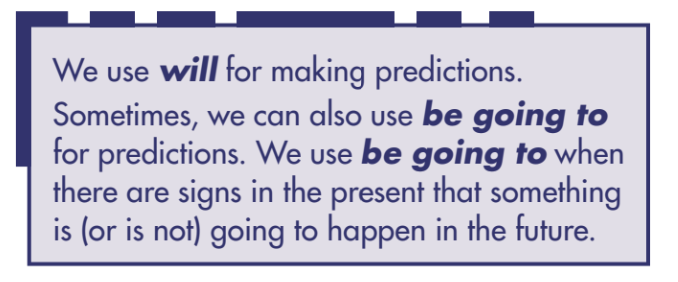 We use will for making predictions.
Sometimes, we can also use be going to
for predictions. We use be going to when
there are signs in the present that something
is (or is not) going to happen in the future.